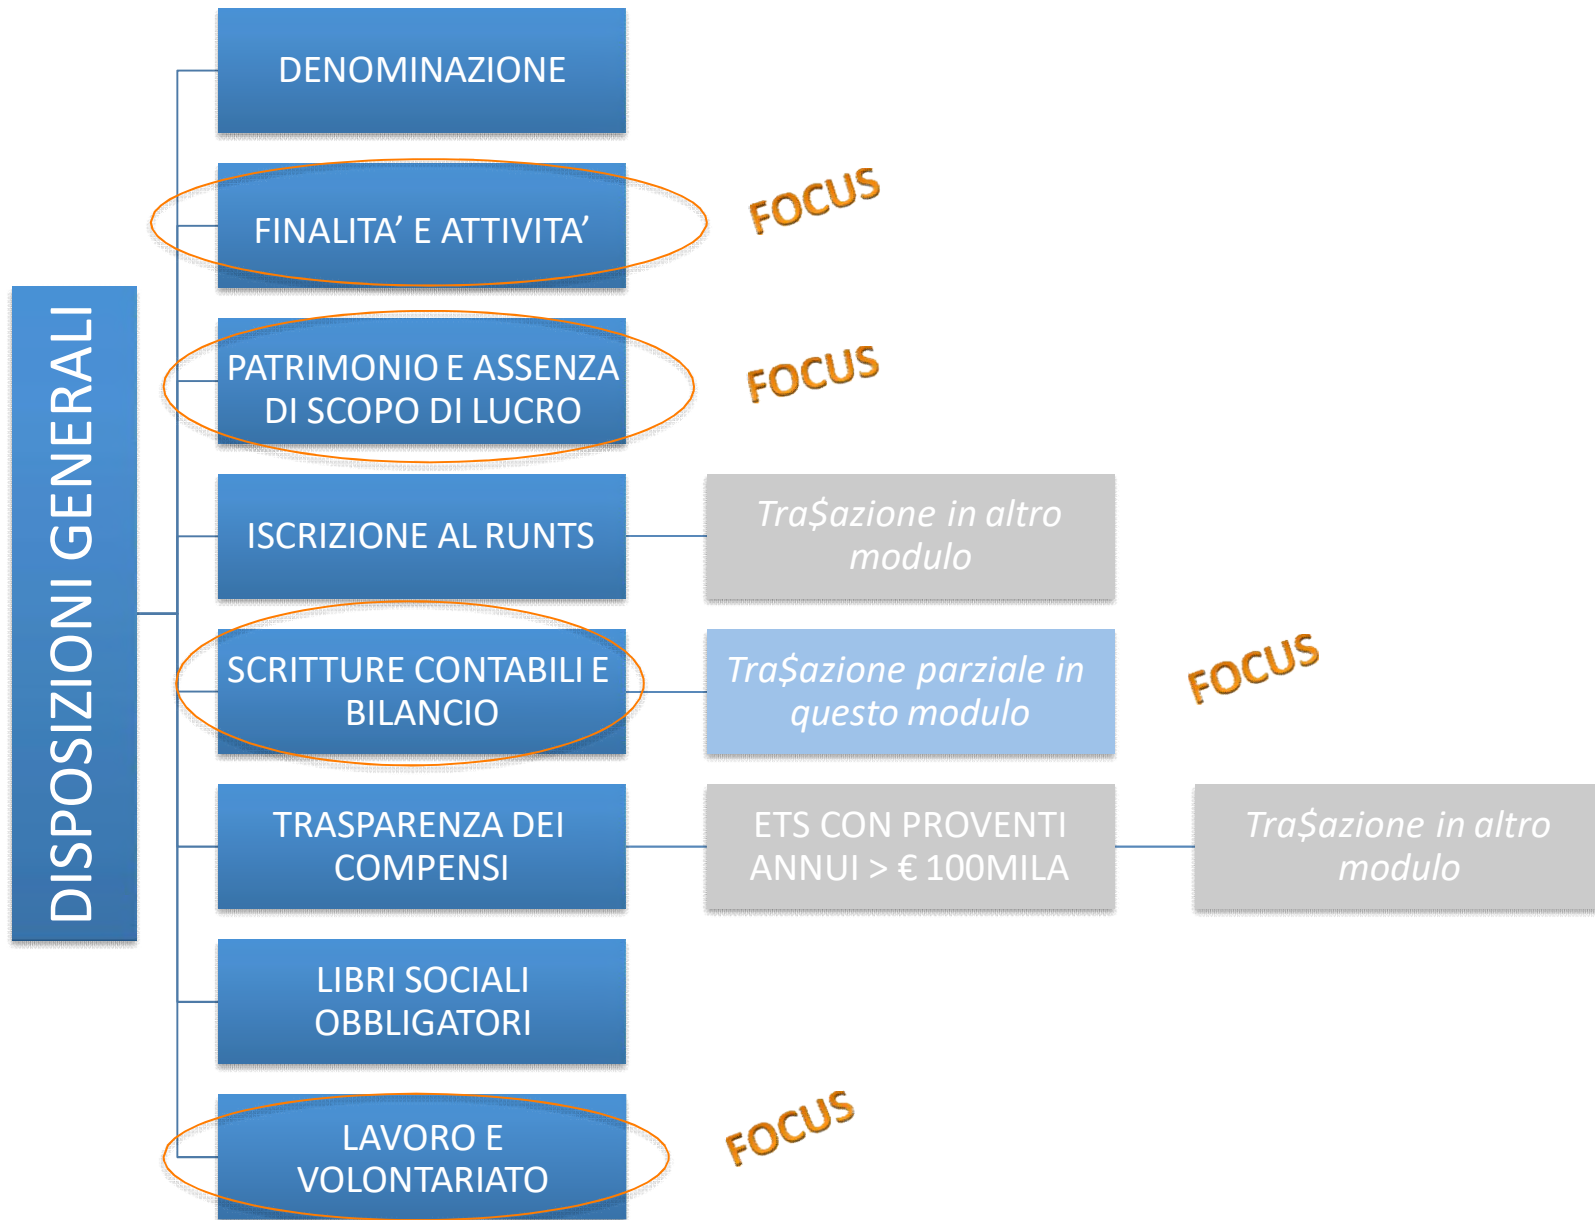 DISPOSIZIONI GENERALI
DENOMINAZIONE
FINALITA’ E ATTIVITA’
FOCUS
PATRIMONIO E ASSENZA
DI SCOPO DI LUCRO
FOCUS
ISCRIZIONE AL RUNTS
Tra$azione in altro
modulo
SCRITTURE CONTABILI E
BILANCIO
Tra$azione parziale in
questo modulo
FOCUS
TRASPARENZA DEI
COMPENSI
ETS CON PROVENTI
ANNUI > € 100MILA
Tra$azione in altro
modulo
LIBRI SOCIALI
OBBLIGATORI
LAVORO E
VOLONTARIATO
FOCUS